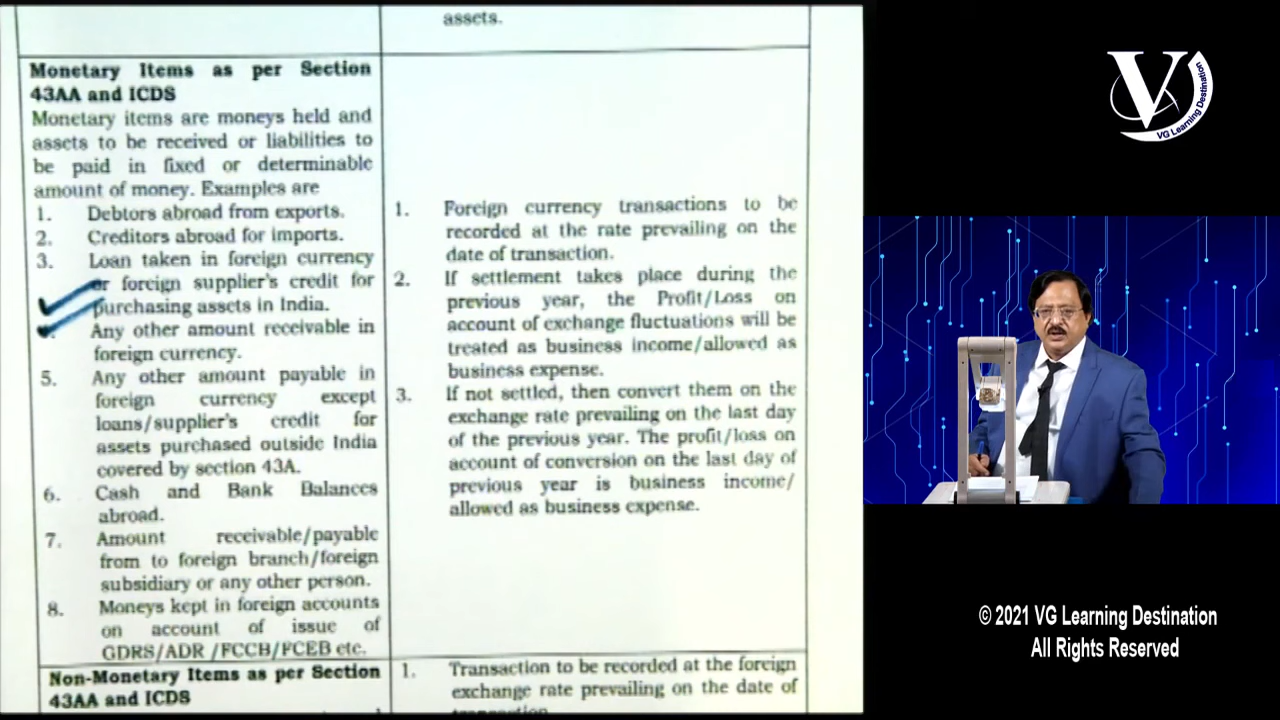 assets.
Monetary Items as per Section
43AA and ICDS
Monetary items are moneys held and
assets to be received or liabilities to
be paid in fixed or determinable
amount of money. Examples are
1. Debtors abroad from exports.
2. Creditors abroad for imports.
3. Loan taken in foreign currency
or foreign supplier's credit for
purchasing assets in India.
Any other amount receivable in
foreign currency.
5. Any other amount payable in
foreign currency except
loans/supplier's credit for
assets purchased outside India
covered by section 43A.
6. Cash and Bank Balances
abroad.
7. Amount receivable/payable
from to foreign branch/foreign
subsidiary or any other person.
8. Moneys kept in foreign accounts
on account of issue of
GDRS/ADR /FCCB/FCEB etc.
1. Foreign currency transactions to be
recorded at the rate prevailing on the
date of transaction.
2. If settlement takes place during the
previous year, the Profit/Loss on
account of exchange fluctuations will be
treated as business income/allowed as
business expense.
3. If not settled, then convert them on the
exchange rate prevailing on the last day
of the previous year. The profit/loss on
account of conversion on the last day of
previous year is business income/
allowed as business expense.
Non-Monetary Items as per Section
43AA and ICDS
1. Transaction to be recorded at the foreign
exchange rate prevailing on the date of
V
VG Learning Destination
© 2021 VG Learning Destination
All Rights Reserved